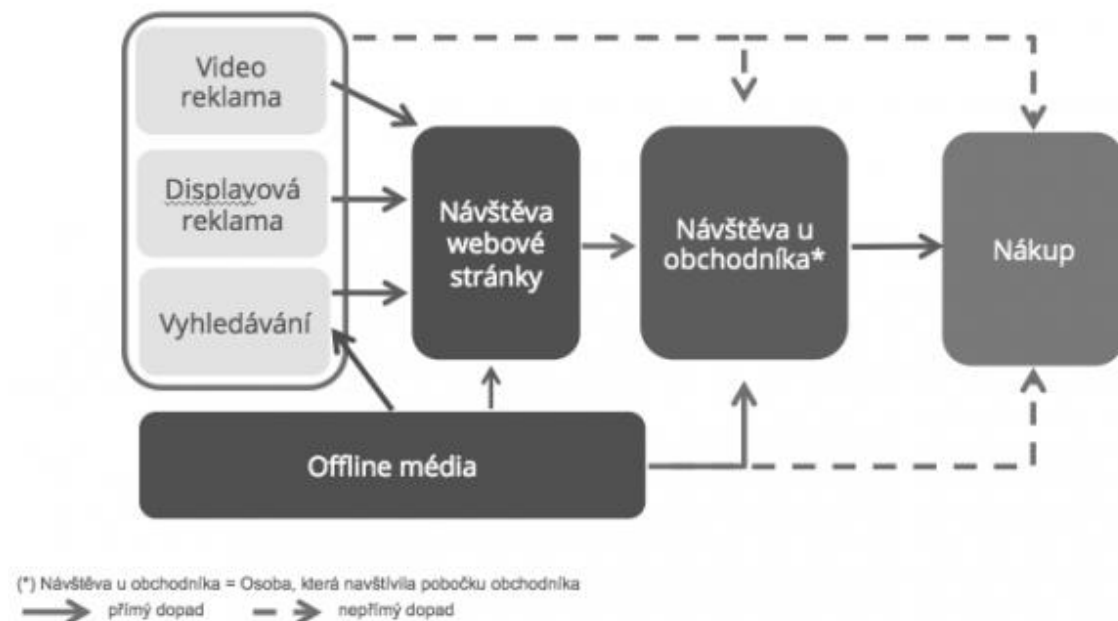 Video
reklama
Displayová
reklama
Vyhledávání
Návštěva
webové
stránky
Návštěva u
obchodníka*
Nákup
Offline média
(*) Návštěva u obchodníka = Osoba, která navštívila pobočku obchodníka
přímý dopad
nepřímý dopad